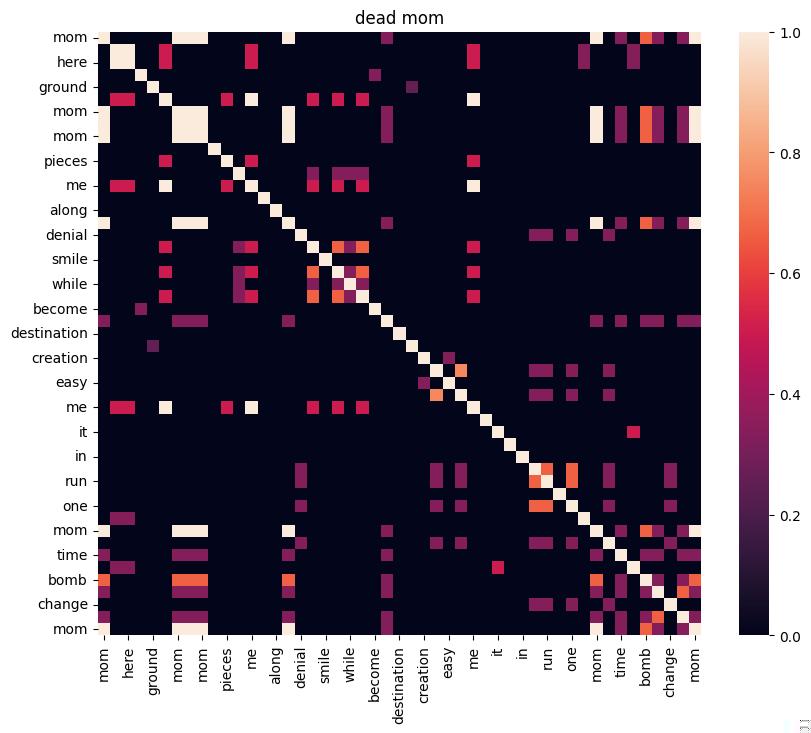 dead mom
mom
here
ground
mom
mom
pieces
me
along
denial
smile
while
become
destination
creation
easy
me
it
in
run
one
mom
time
bomb
change
mom
mom
here
ground
mom
mom
pieces
me
along
denial
smile
while
become
destination
creation
easy
me
it
in
run
one
mom
time
bomb
change
mom
1.0
0.8
0.6
0.4
0.2
0.0